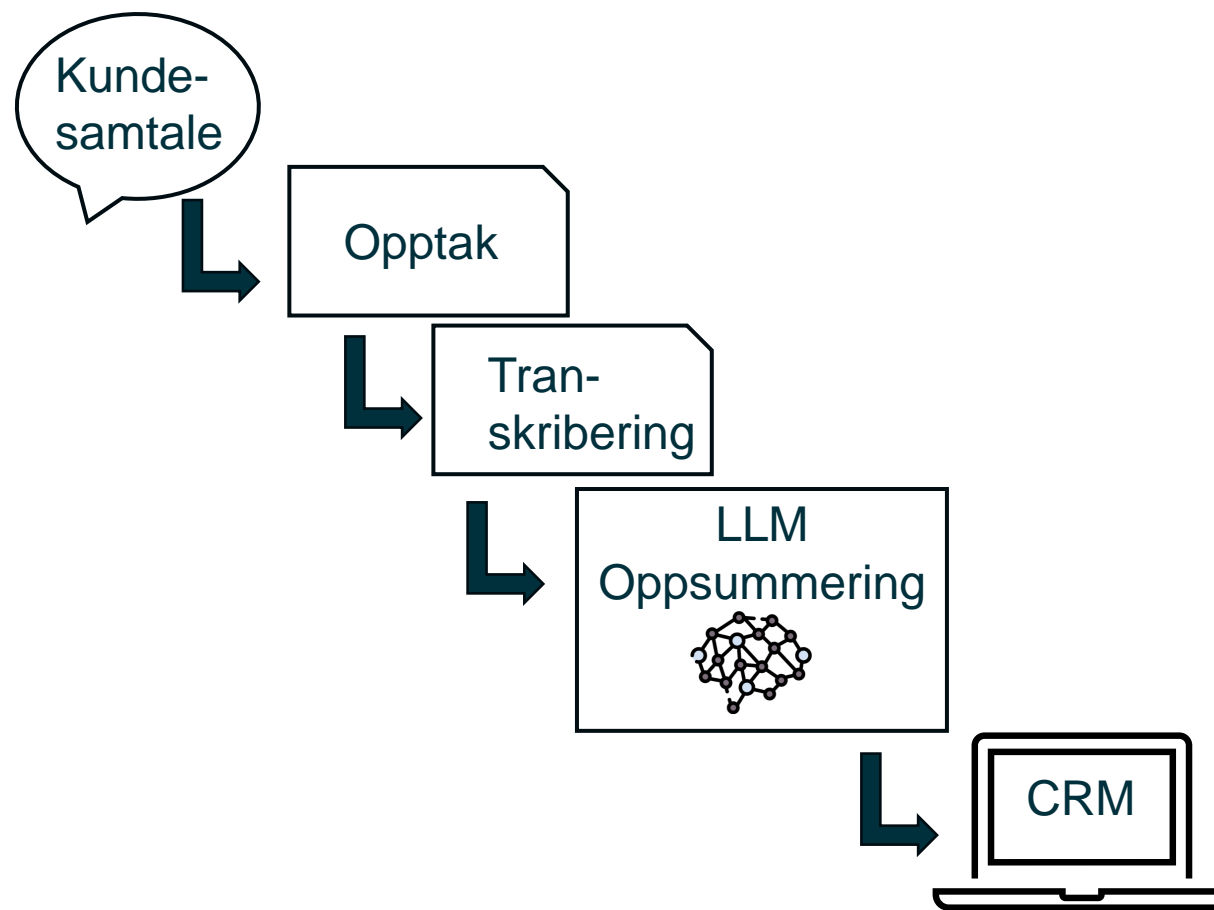 Kunde-
samtale
Opptak
Tran-
skribering
LLM
Oppsummering
CRM